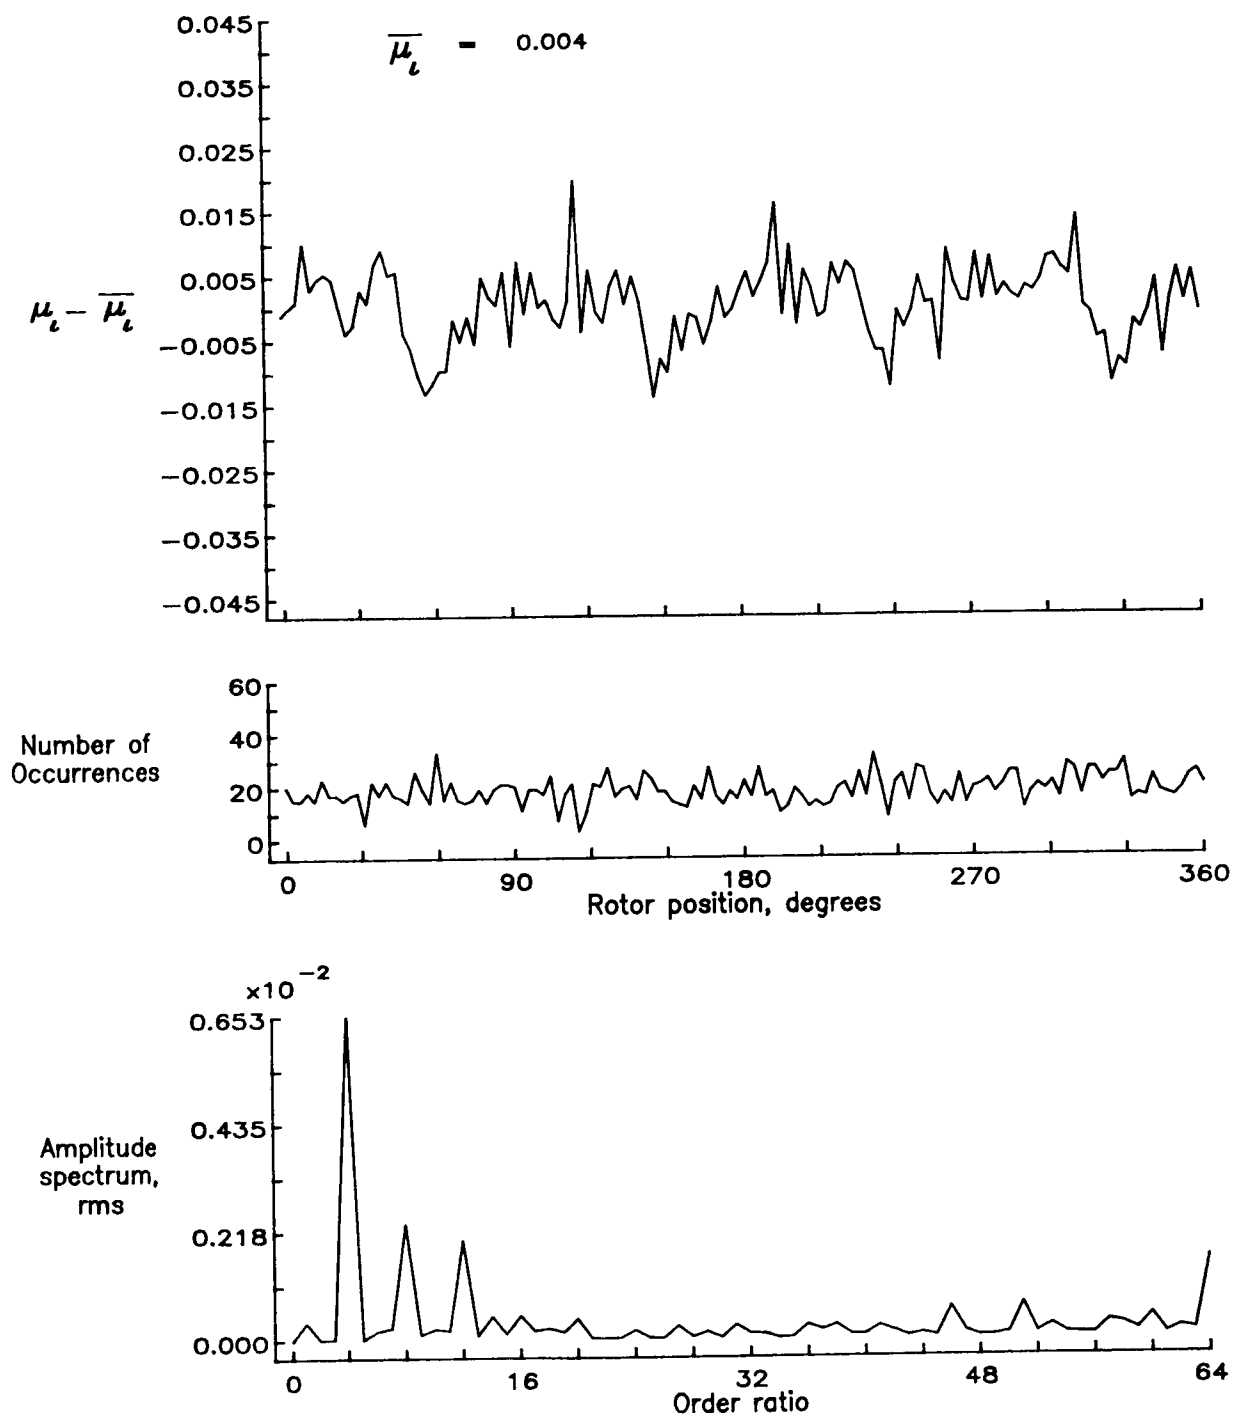 μ̅ι = 0.004
0.045
0.035
0.025
0.015
0.005
−0.005
−0.015
−0.025
−0.035
−0.045
μι − μ̅ι
60
40
20
0
Number of
Occurrences
0 90 180 270 360
Rotor position, degrees
x10 −2
0.653
0.435
0.218
0.000
Amplitude
spectrum,
rms
0 16 32 48 64
Order ratio